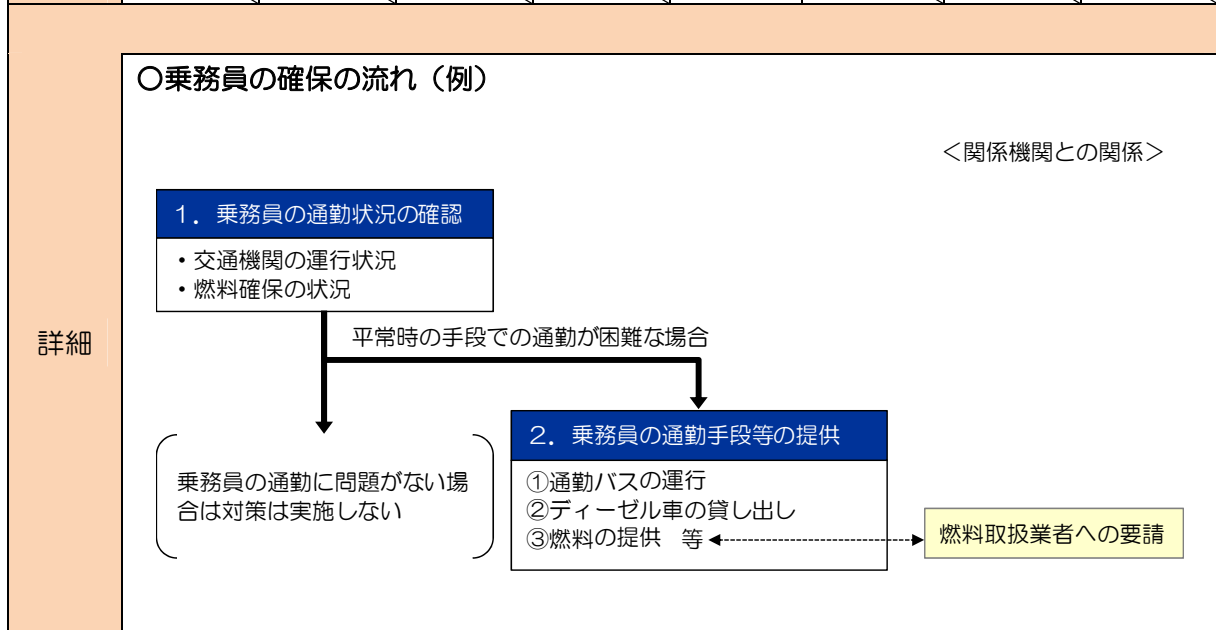 〇乗務員の確保の流れ（例）
＜関係機関との関係＞
１．乗務員の通勤状況の確認
・交通機関の運行状況
・燃料確保の状況
詳細
平常時の手段での通勤が困難な場合
２．乗務員の通勤手段等の提供
乗務員の通勤に問題がない場
合は対策は実施しない
①通勤バスの運行
②ディーゼル車の貸し出し
③燃料の提供　等
燃料取扱業者への要請